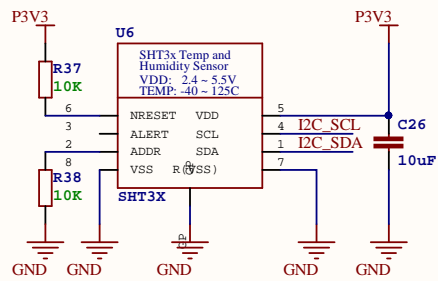 P3V3
U6
P3V3
SHT3x Temp and
Humidity Sensor
VDD: 2.4 ~ 5.5V
TEMP: -40 ~ 125C
R37
10K
6 NRESET VDD 5
3 ALERT SCL 4 I2C_SCL
2 ADDR SDA 1 I2C_SDA
8 VSS R(VSS) 7
C26
10uF
R38
10K
SHT3X
GND GND GND GND GND